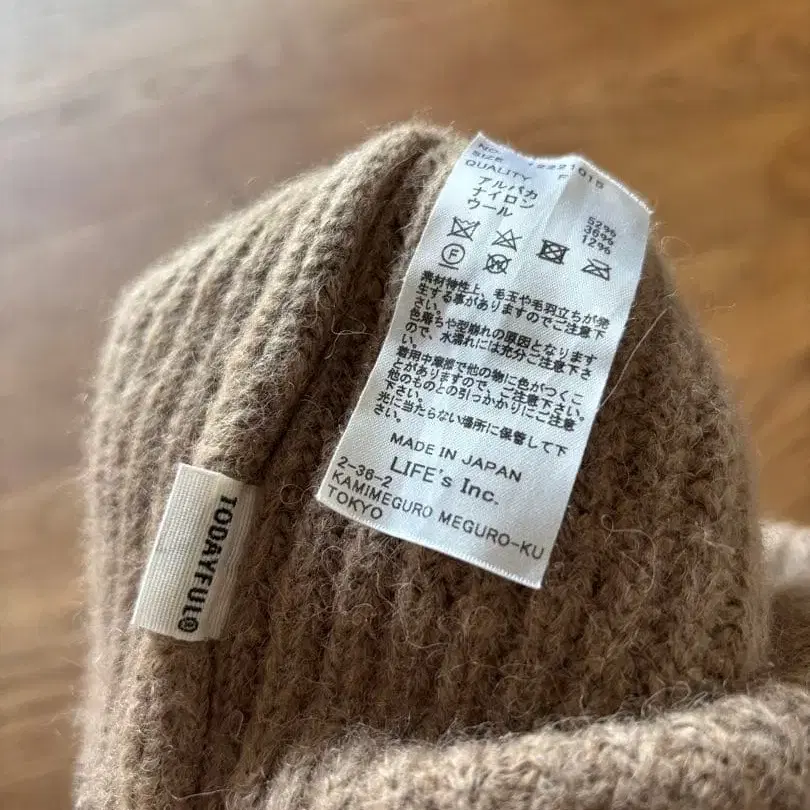 NO.
2221015
SIZE F
QUALITY
アルパカ 52%
ナイロン 36%
ウール 12%
F
素材特性上、毛玉や毛羽立ちが発
生する事がありますのでご注意下
さい。
色落ちや型崩れの原因となります
ので、水濡れには充分ご注意下さい。
着用中摩擦で他の物に色がつくこ
とがありますので、ご注意下さい。
他のものとの引っかかりにご注意下さい。
光に当たらない場所に保管して下
MADE IN JAPAN
LIFE's Inc.
2-36-2
KAMIMEGURO MEGURO-KU
TOKYO
TODAYFUL®